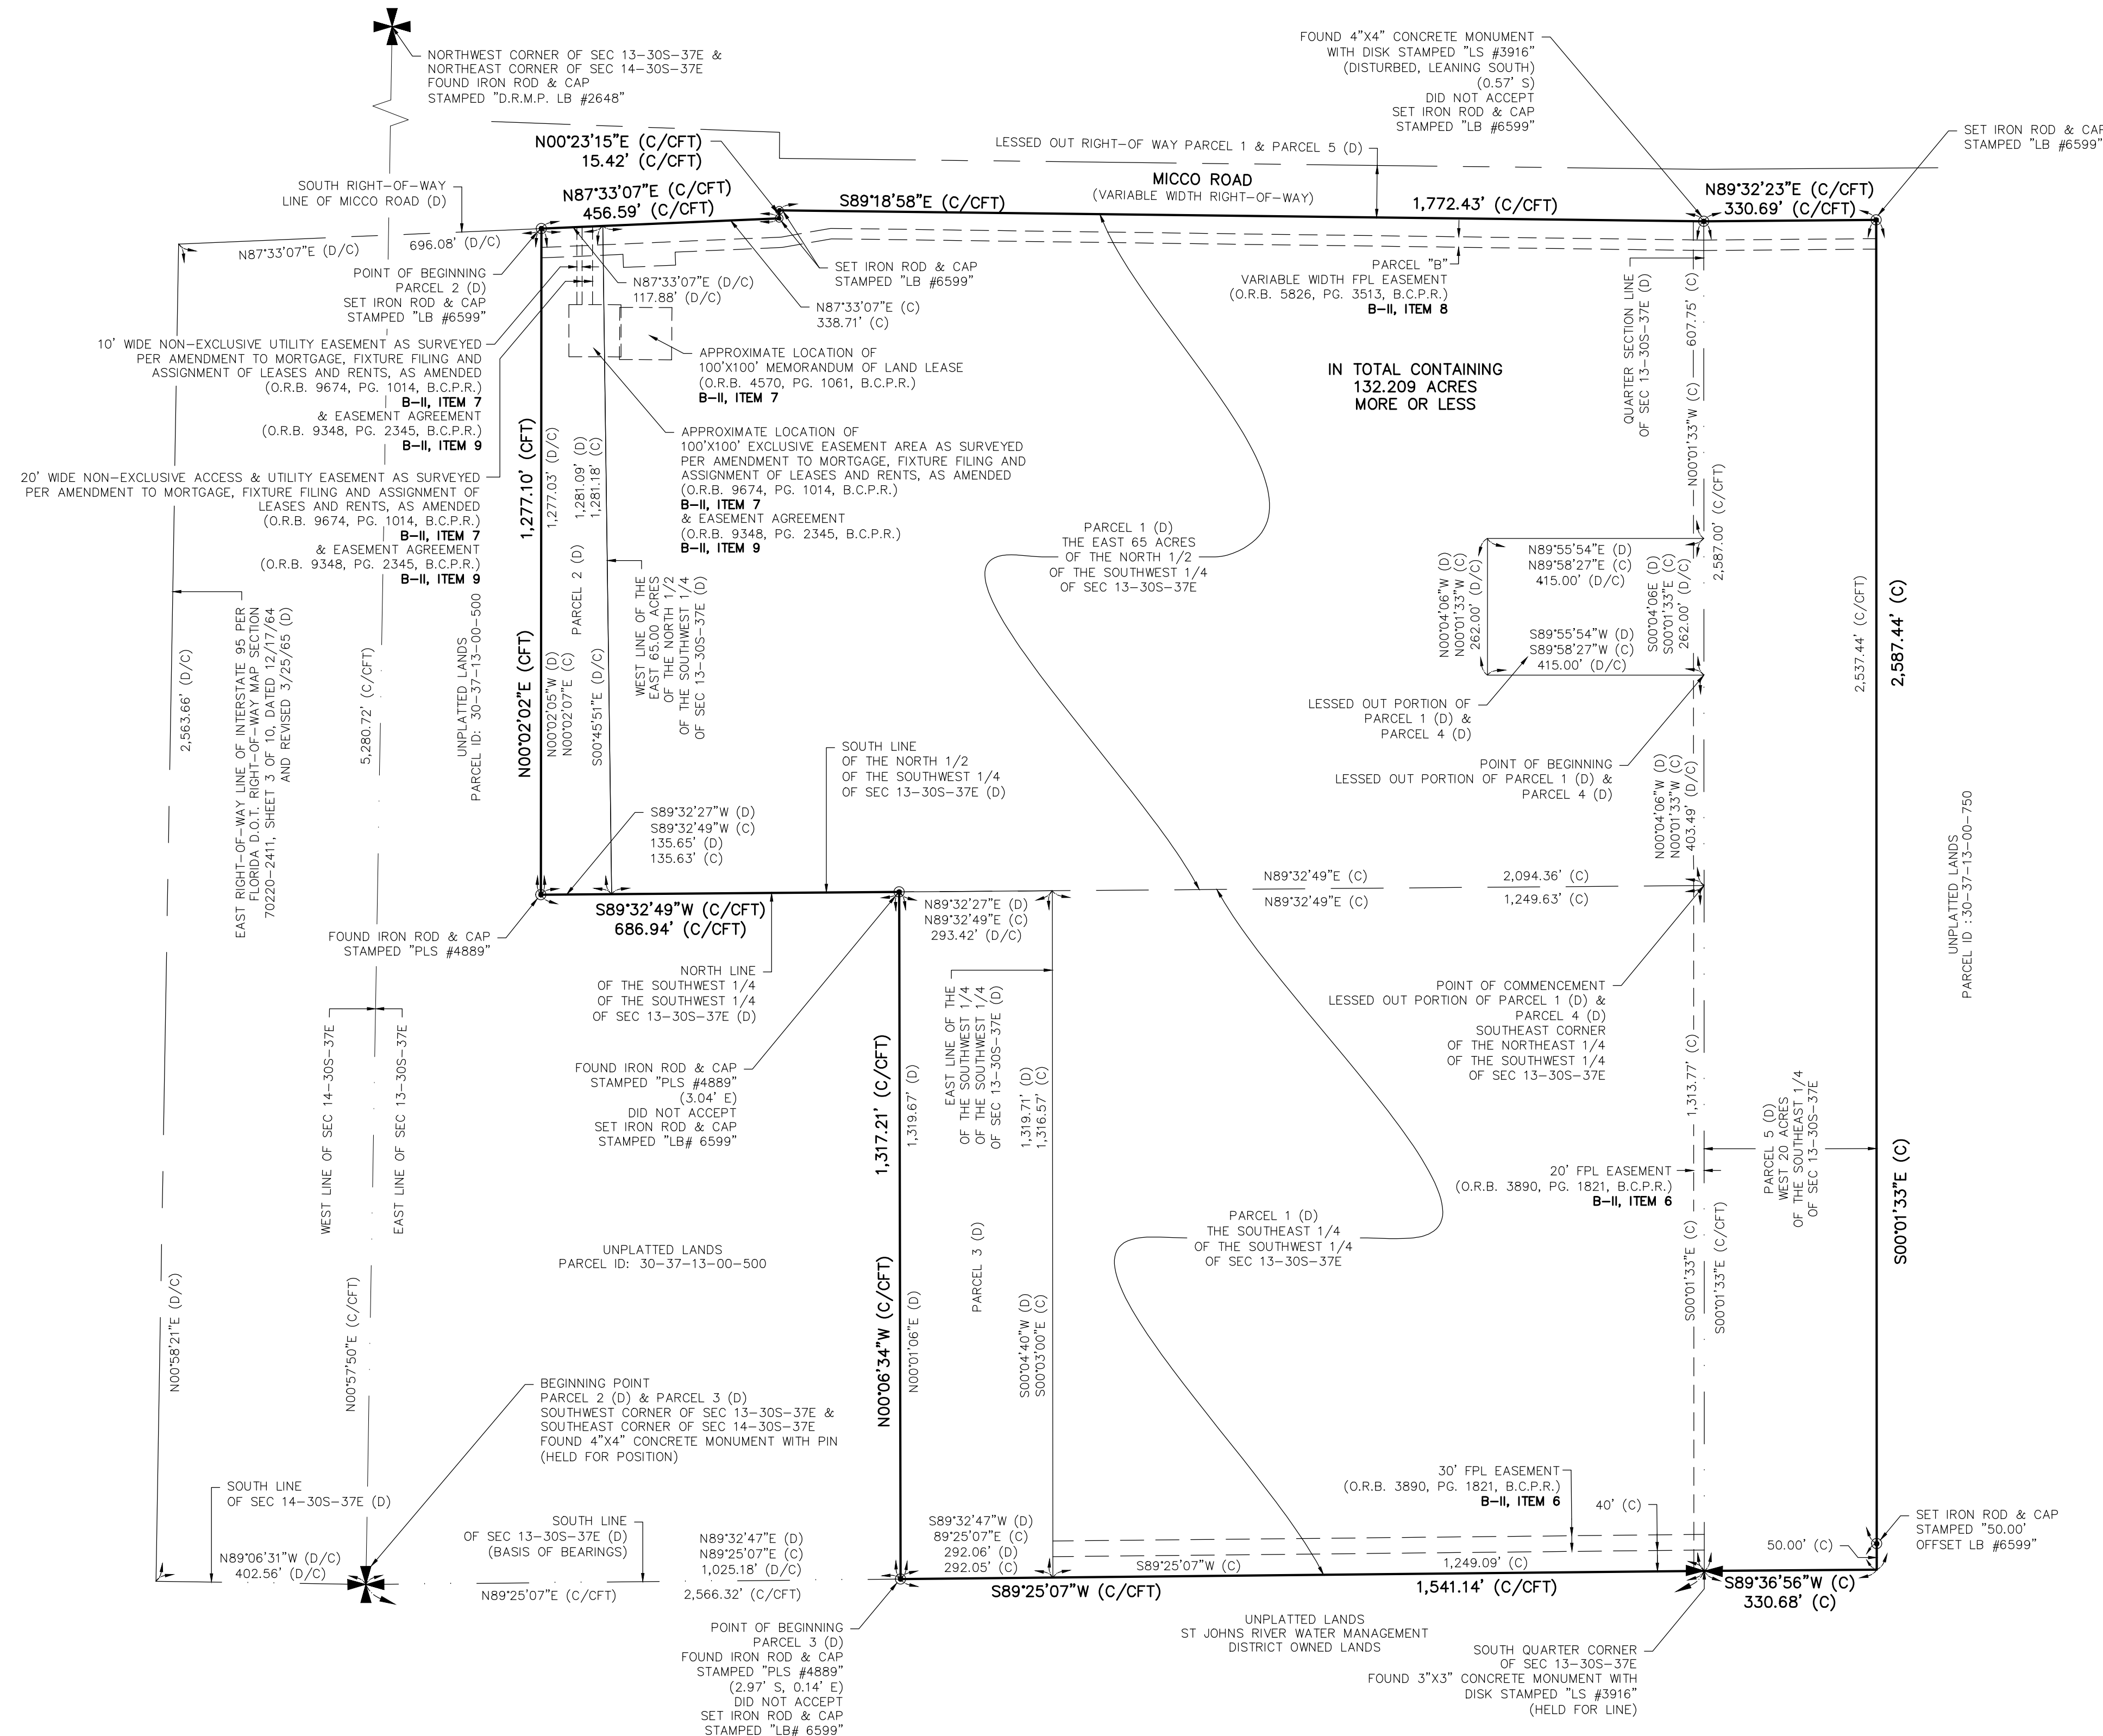 NORTHWEST CORNER OF SEC 13-30S-37E &
NORTHEAST CORNER OF SEC 14-30S-37E
FOUND IRON ROD & CAP
STAMPED "D.R.M.P. LB #2648"
FOUND 4"X4" CONCRETE MONUMENT
WITH DISK STAMPED "LS #3916"
(DISTURBED, LEANING SOUTH)
(0.57' S)
DID NOT ACCEPT
SET IRON ROD & CAP
STAMPED "LB #6599"
SET IRON ROD & CAP
STAMPED "LB #6599"
N00°23'15"E (C/CFT)
15.42' (C/CFT)
LESSED OUT RIGHT-OF WAY PARCEL 1 & PARCEL 5 (D)
MICCO ROAD
(VARIABLE WIDTH RIGHT-OF-WAY)
SOUTH RIGHT-OF-WAY
LINE OF MICCO ROAD (D)
N87°33'07"E (C/CFT)
456.59' (C/CFT)
S89°18'58"E (C/CFT)
1,772.43' (C/CFT)
N89°32'23"E (C/CFT)
330.69' (C/CFT)
N87°33'07"E (D/C)
696.08' (D/C)
POINT OF BEGINNING
PARCEL 2 (D)
SET IRON ROD & CAP
STAMPED "LB #6599"
N87°33'07"E (D/C)
117.88' (D/C)
N87°33'07"E (C)
338.71' (C)
SET IRON ROD & CAP
STAMPED "LB #6599"
PARCEL "B"
VARIABLE WIDTH FPL EASEMENT
(O.R.B. 5826, PG. 3513, B.C.P.R.)
B-II, ITEM 8
QUARTER SECTION LINE
OF SEC 13-30S-37E (D)
N00°01'33"W (C)
607.75' (C)
2,587.00' (C/CFT)
10' WIDE NON-EXCLUSIVE UTILITY EASEMENT AS SURVEYED
PER AMENDMENT TO MORTGAGE, FIXTURE FILING AND
ASSIGNMENT OF LEASES AND RENTS, AS AMENDED
(O.R.B. 9674, PG. 1014, B.C.P.R.)
B-II, ITEM 7
& EASEMENT AGREEMENT
(O.R.B. 9348, PG. 2345, B.C.P.R.)
B-II, ITEM 9
20' WIDE NON-EXCLUSIVE ACCESS & UTILITY EASEMENT AS SURVEYED
PER AMENDMENT TO MORTGAGE, FIXTURE FILING AND ASSIGNMENT OF
LEASES AND RENTS, AS AMENDED
(O.R.B. 9674, PG. 1014, B.C.P.R.)
B-II, ITEM 7
& EASEMENT AGREEMENT
(O.R.B. 9348, PG. 2345, B.C.P.R.)
B-II, ITEM 9
APPROXIMATE LOCATION OF
100'X100' MEMORANDUM OF LAND LEASE
(O.R.B. 4570, PG. 1061, B.C.P.R.)
B-II, ITEM 7
APPROXIMATE LOCATION OF
100'X100' EXCLUSIVE EASEMENT AREA AS SURVEYED
PER AMENDMENT TO MORTGAGE, FIXTURE FILING AND
ASSIGNMENT OF LEASES AND RENTS, AS AMENDED
(O.R.B. 9674, PG. 1014, B.C.P.R.)
B-II, ITEM 7
& EASEMENT AGREEMENT
(O.R.B. 9348, PG. 2345, B.C.P.R.)
B-II, ITEM 9
IN TOTAL CONTAINING
132.209 ACRES
MORE OR LESS
PARCEL 1 (D)
THE EAST 65 ACRES
OF THE NORTH 1/2
OF THE SOUTHWEST 1/4
OF SEC 13-30S-37E
N00°04'06"W (D)
N00°01'33"W (C)
262.00' (D/C)
N89°55'54"E (D)
N89°58'27"E (C)
415.00' (D/C)
S89°55'54"W (D)
S89°58'27"W (C)
415.00' (D/C)
S00°04'06E (D)
S00°01'33"E (C)
262.00' (D/C)
LESSED OUT PORTION OF
PARCEL 1 (D) &
PARCEL 4 (D)
POINT OF BEGINNING
LESSED OUT PORTION OF PARCEL 1 (D) &
PARCEL 4 (D)
N00°04'06"W (D)
N00°01'33"W (C)
403.49' (D/C)
2,537.44' (C/CFT)
2,587.44' (C)
S00°01'33"E (C)
UNPLATTED LANDS
PARCEL ID :30-37-13-00-750
2,563.66' (D/C)
N00°58'21"E (D/C)
EAST RIGHT-OF-WAY LINE OF INTERSTATE 95 PER
FLORIDA D.O.T. RIGHT-OF-WAY MAP SECTION
70220-2411, SHEET 3 OF 10, DATED 12/17/64
AND REVISED 3/25/65 (D)
5,280.72' (C/CFT)
N00°57'50"E (C/CFT)
UNPLATTED LANDS
PARCEL ID: 30-37-13-00-500
1,277.10' (CFT)
N00°02'02"E (CFT)
1,277.03' (D/C)
N00°02'05"W (D)
N00°02'07"E (C)
PARCEL 2 (D)
1,281.09' (D)
1,281.18' (C)
S00°45'51"E (D/C)
WEST LINE OF THE
EAST 65.00 ACRES
OF THE NORTH 1/2
OF THE SOUTHWEST 1/4
OF SEC 13-30S-37E (D)
SOUTH LINE
OF THE NORTH 1/2
OF THE SOUTHWEST 1/4
OF SEC 13-30S-37E (D)
S89°32'27"W (D)
S89°32'49"W (C)
135.65' (D)
135.63' (C)
S89°32'49"W (C/CFT)
686.94' (C/CFT)
N89°32'27"E (D)
N89°32'49"E (C)
293.42' (D/C)
N89°32'49"E (C)
2,094.36' (C)
N89°32'49"E (C)
1,249.63' (C)
FOUND IRON ROD & CAP
STAMPED "PLS #4889"
NORTH LINE
OF THE SOUTHWEST 1/4
OF THE SOUTHWEST 1/4
OF SEC 13-30S-37E (D)
POINT OF COMMENCEMENT
LESSED OUT PORTION OF PARCEL 1 (D) &
PARCEL 4 (D)
SOUTHEAST CORNER
OF THE NORTHEAST 1/4
OF THE SOUTHWEST 1/4
OF SEC 13-30S-37E
WEST LINE OF SEC 14-30S-37E
EAST LINE OF SEC 13-30S-37E
FOUND IRON ROD & CAP
STAMPED "PLS #4889"
(3.04' E)
DID NOT ACCEPT
SET IRON ROD & CAP
STAMPED "LB# 6599"
1,317.21' (C/CFT)
N00°06'34"W (C/CFT)
1,319.67' (D)
N00°01'06"E (D)
EAST LINE OF THE
OF THE SOUTHWEST 1/4
OF THE SOUTHWEST 1/4
OF SEC 13-30S-37E (D)
PARCEL 3 (D)
1,319.71' (D)
1,316.57' (C)
S00°04'40"W (D)
S00°03'00"E (C)
1,313.77' (C)
S00°01'33"E (C)
S00°01'33"E (C/CFT)
PARCEL 5 (D)
WEST 20 ACRES
OF THE SOUTHEAST 1/4
OF SEC 13-30S-37E
20' FPL EASEMENT
(O.R.B. 3890, PG. 1821, B.C.P.R.)
B-II, ITEM 6
PARCEL 1 (D)
THE SOUTHEAST 1/4
OF THE SOUTHWEST 1/4
OF SEC 13-30S-37E
UNPLATTED LANDS
PARCEL ID: 30-37-13-00-500
BEGINNING POINT
PARCEL 2 (D) & PARCEL 3 (D)
SOUTHWEST CORNER OF SEC 13-30S-37E &
SOUTHEAST CORNER OF SEC 14-30S-37E
FOUND 4"X4" CONCRETE MONUMENT WITH PIN
(HELD FOR POSITION)
SOUTH LINE
OF SEC 14-30S-37E (D)
N89°06'31"W (D/C)
402.56' (D/C)
SOUTH LINE
OF SEC 13-30S-37E (D)
(BASIS OF BEARINGS)
N89°32'47"E (D)
N89°25'07"E (C)
1,025.18' (D/C)
N89°25'07"E (C/CFT)
2,566.32' (C/CFT)
S89°32'47"W (D)
89°25'07"E (C)
292.06' (D)
292.05' (C)
30' FPL EASEMENT
(O.R.B. 3890, PG. 1821, B.C.P.R.)
B-II, ITEM 6
40' (C)
50.00' (C)
SET IRON ROD & CAP
STAMPED "50.00'
OFFSET LB #6599"
S89°25'07"W (C)
1,249.09' (C)
S89°25'07"W (C/CFT)
1,541.14' (C/CFT)
S89°36'56"W (C)
330.68' (C)
POINT OF BEGINNING
PARCEL 3 (D)
FOUND IRON ROD & CAP
STAMPED "PLS #4889"
(2.97' S, 0.14' E)
DID NOT ACCEPT
SET IRON ROD & CAP
STAMPED "LB# 6599"
UNPLATTED LANDS
ST JOHNS RIVER WATER MANAGEMENT
DISTRICT OWNED LANDS
SOUTH QUARTER CORNER
OF SEC 13-30S-37E
FOUND 3"X3" CONCRETE MONUMENT WITH
DISK STAMPED "LS #3916"
(HELD FOR LINE)